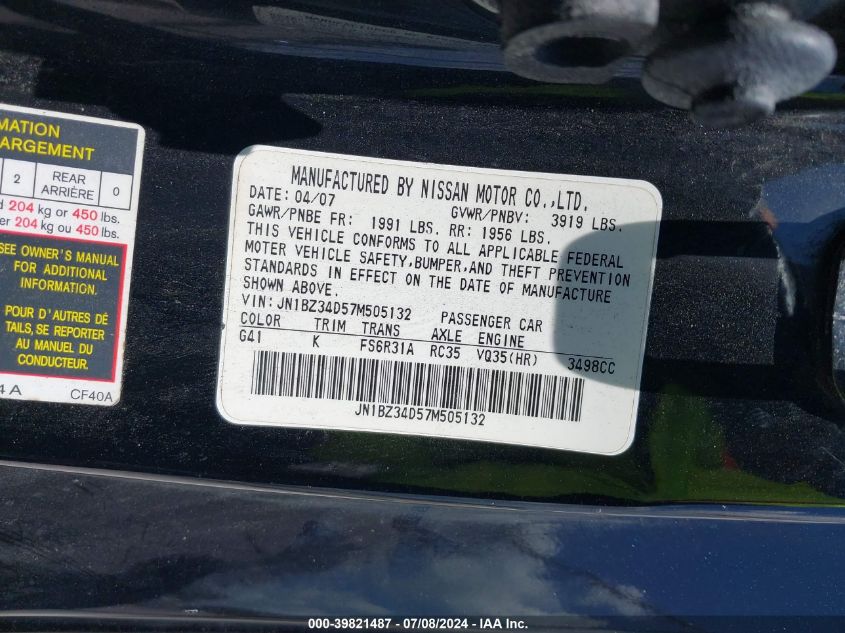 MATION
ARGEMENT
2 REAR ARRIÈRE 0
204 kg or 450 lbs.
er 204 kg ou 450 lbs.
SEE OWNER'S MANUAL
FOR ADDITIONAL
INFORMATION.
POUR D'AUTRES DÉ
TAILS, SE REPORTER
AU MANUEL DU
CONDUCTEUR.
4 A CF40A
MANUFACTURED BY NISSAN MOTOR CO.,LTD.
DATE: 04/07 GVWR/PNBV: 3919 LBS.
GAWR/PNBE FR: 1991 LBS. RR: 1956 LBS.
THIS VEHICLE CONFORMS TO ALL APPLICABLE FEDERAL
MOTOR VEHICLE SAFETY,BUMPER,AND THEFT PREVENTION
STANDARDS IN EFFECT ON THE DATE OF MANUFACTURE
SHOWN ABOVE.
VIN: JN1BZ34D57M505132 PASSENGER CAR
COLOR TRIM TRANS AXLE ENGINE
G41 K FS6R31A RC35 VQ35(HR) 3498CC
JN1BZ34D57M505132
000-39821487 - 07/08/2024 - IAA Inc.